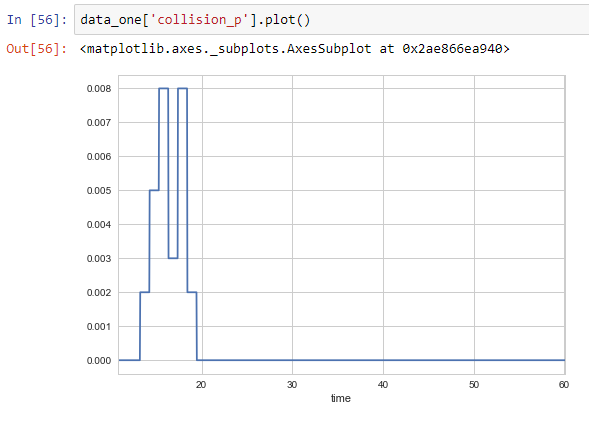 In [56]: data_one['collision_p'].plot()
Out[56]: <matplotlib.axes._subplots.AxesSubplot at 0x2ae866ea940>
0.008
0.007
0.006
0.005
0.004
0.003
0.002
0.001
0.000
20 30 40 50 60
time